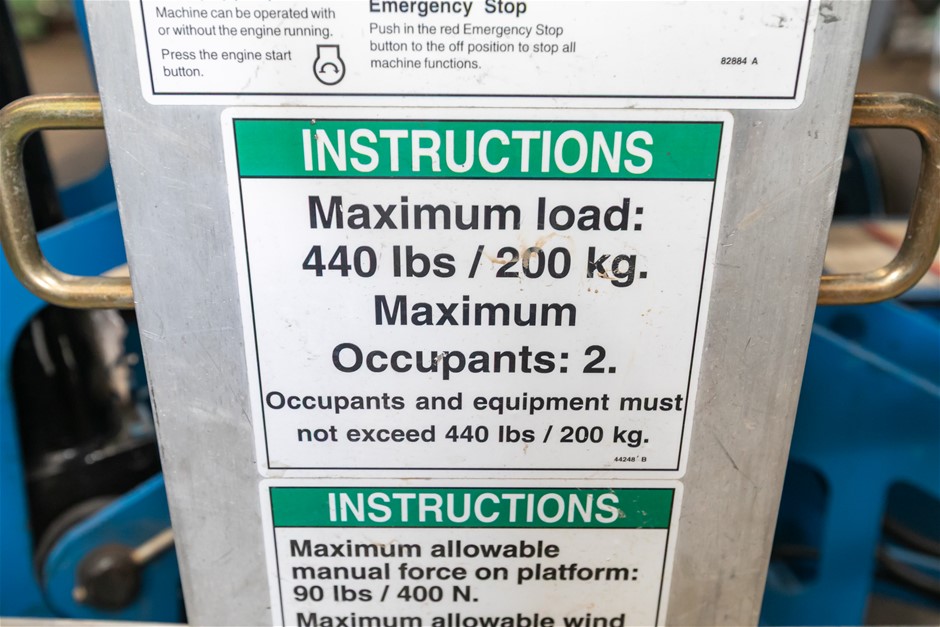 Machine can be operated with
or without the engine running.
Press the engine start
button.
Emergency Stop
Push in the red Emergency Stop
button to the off position to stop all
machine functions.
82884 A
INSTRUCTIONS
Maximum load:
440 lbs / 200 kg.
Maximum
Occupants: 2.
Occupants and equipment must
not exceed 440 lbs / 200 kg.
44248 B
INSTRUCTIONS
Maximum allowable
manual force on platform:
90 lbs / 400 N.
Maximum allowable wind